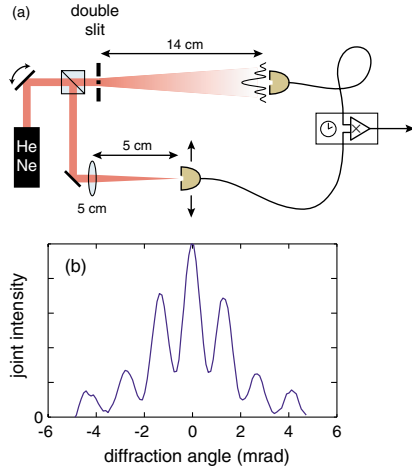 (a)
double
slit
14 cm
He
Ne
5 cm
5 cm
(b)
joint intensity
0
-6 -4 -2 0 2 4 6
diffraction angle (mrad)